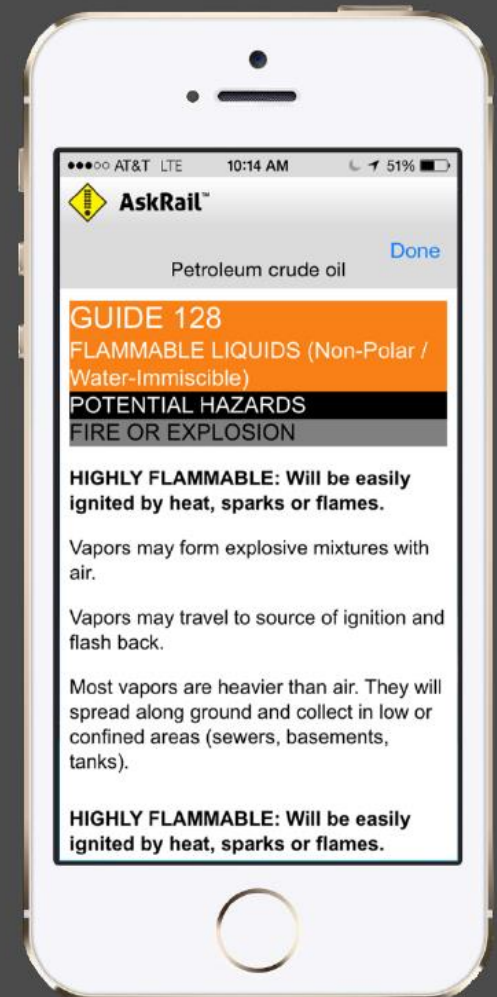 AT&T LTE 10:14 AM 51%
AskRail™
Done
Petroleum crude oil
GUIDE 128
FLAMMABLE LIQUIDS (Non-Polar /
Water-Immiscible)
POTENTIAL HAZARDS
FIRE OR EXPLOSION
HIGHLY FLAMMABLE: Will be easily
ignited by heat, sparks or flames.
Vapors may form explosive mixtures with
air.
Vapors may travel to source of ignition and
flash back.
Most vapors are heavier than air. They will
spread along ground and collect in low or
confined areas (sewers, basements,
tanks).
HIGHLY FLAMMABLE: Will be easily
ignited by heat, sparks or flames.